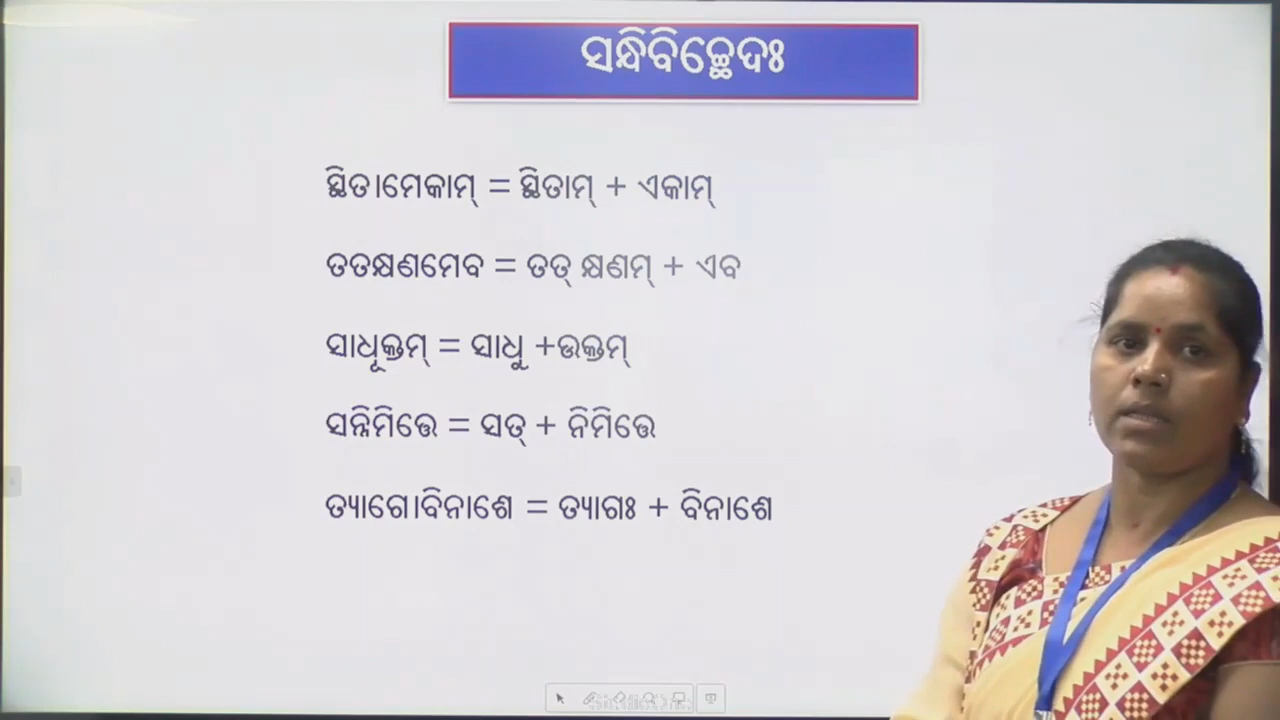 ସନ୍ଧିବିଚ୍ଛେଦଃ
ସ୍ଥିତାମେକାମ୍ = ସ୍ଥିତାମ୍ + ଏକାମ୍
ତତକ୍ଷଣମେବ = ତତ୍ କ୍ଷଣମ୍ + ଏବ
ସାଧୂକ୍ତମ୍ = ସାଧୁ +ଉକ୍ତମ୍
ସନ୍ନିମିତ୍ତେ = ସତ୍ + ନିମିତ୍ତେ
ତ୍ୟାଗୋବିନାଶେ = ତ୍ୟାଗଃ + ବିନାଶେ